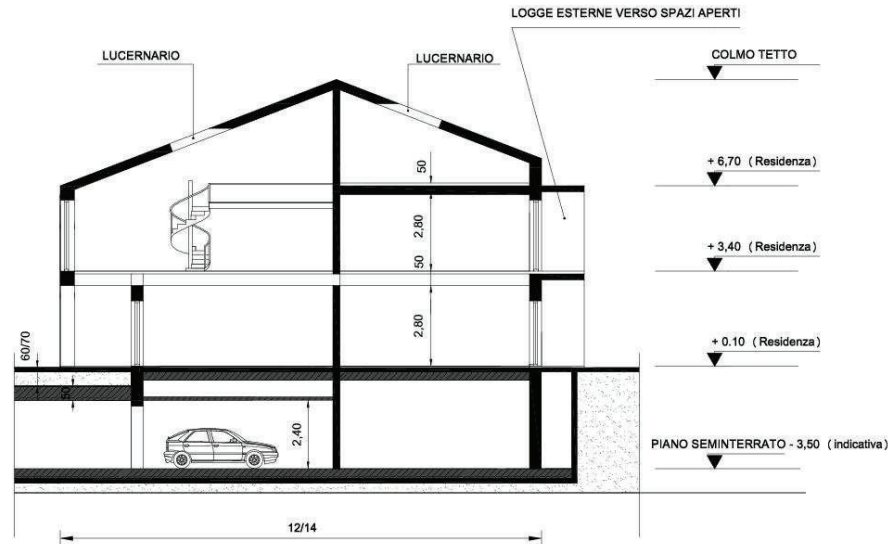 LOGGE ESTERNE VERSO SPAZI APERTI
LUCERNARIO
LUCERNARIO
COLMO TETTO
50
+ 6,70 ( Residenza)
2,80
50
+ 3,40 ( Residenza)
2,80
60/70
+ 0.10 ( Residenza)
50
2,40
PIANO SEMINTERRATO - 3,50 ( indicativa)
12/14